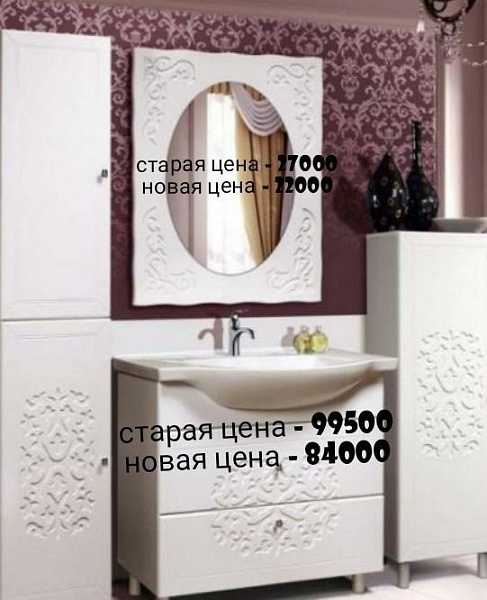 старая цена - 27000
новая цена - 22000
старая цена - 99500
новая цена - 84000